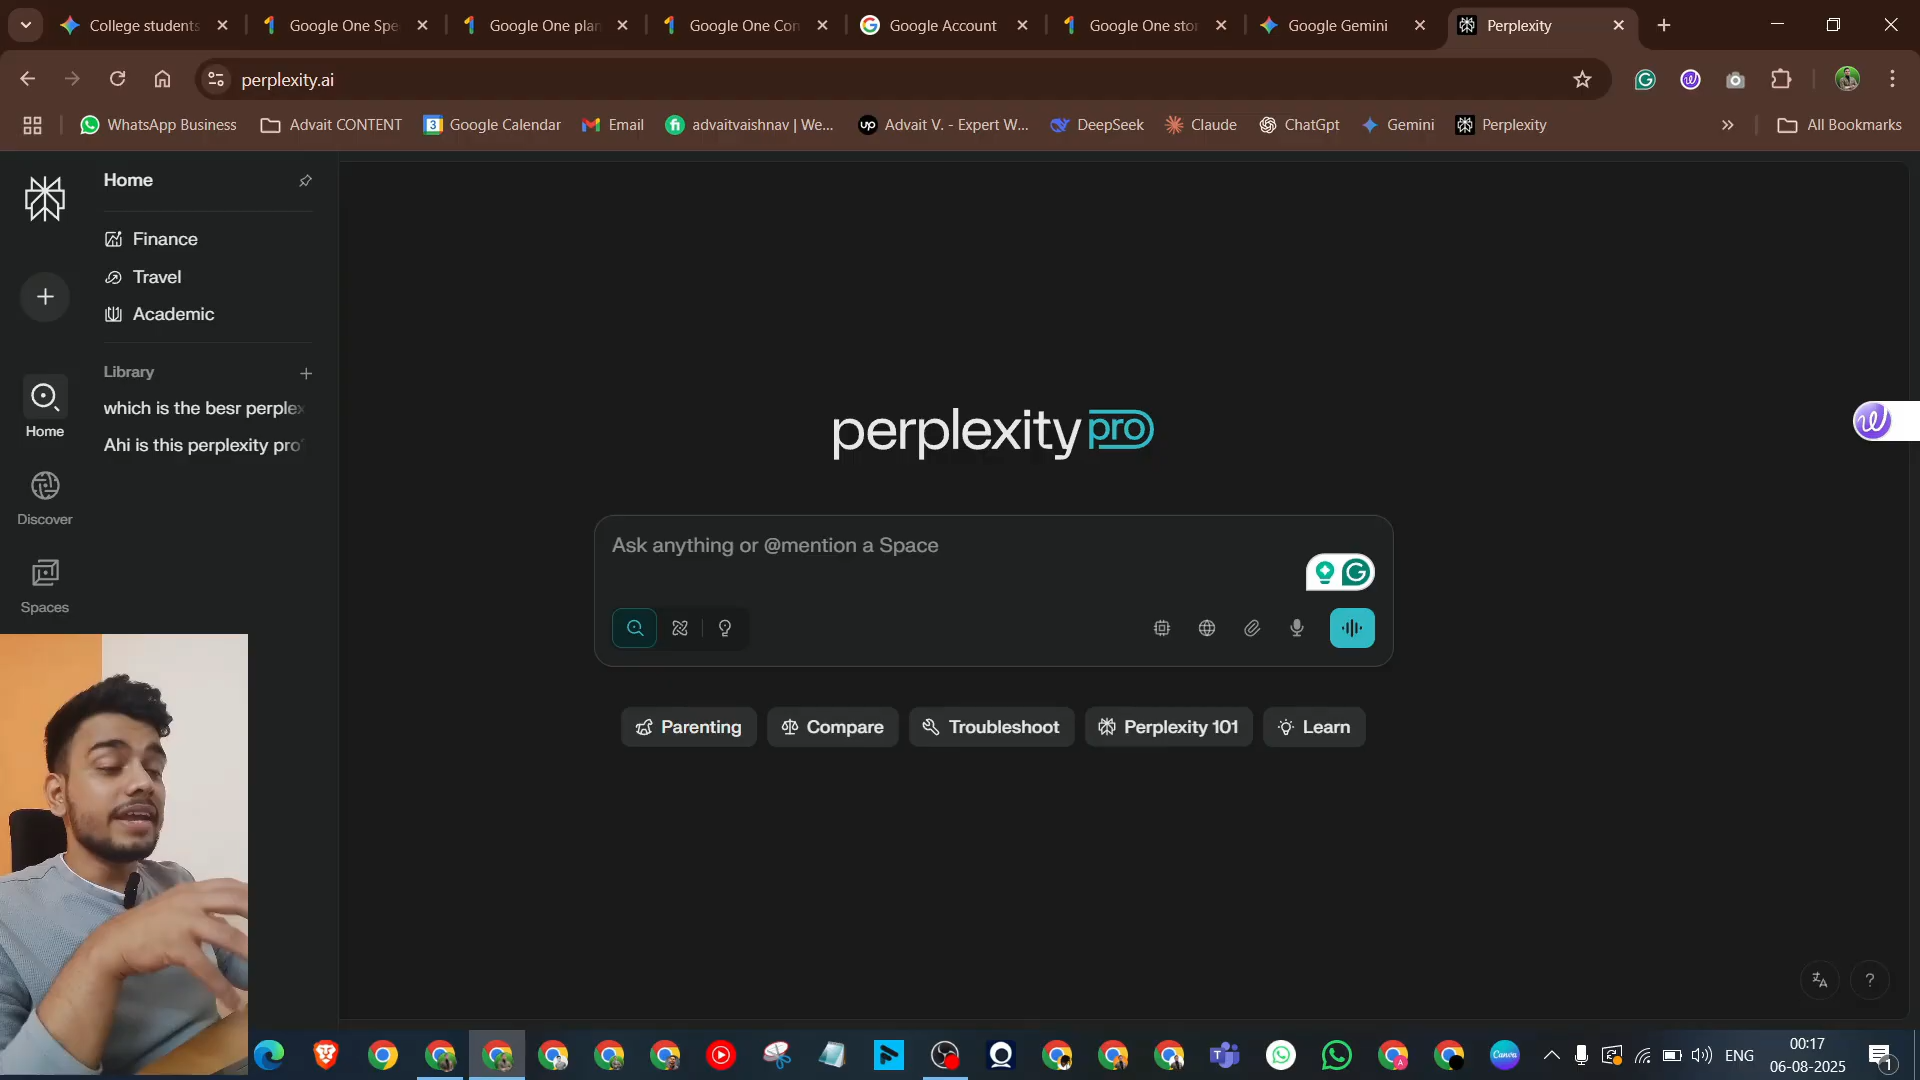 College students
Google One Spe
Google One plan
Google One Con
Google Account
Google One stor
Google Gemini
Perplexity
perplexity.ai
WhatsApp Business
Advait CONTENT
Google Calendar
Email
advaitvaishnav | We...
Advait V. - Expert W...
DeepSeek
Claude
ChatGpt
Gemini
Perplexity
All Bookmarks
Home
Finance
Travel
Academic
Library
which is the besr perplex
Ahi is this perplexity pro
Home
Discover
Spaces
perplexity pro
Ask anything or @mention a Space
Parenting
Compare
Troubleshoot
Perplexity 101
Learn
ENG
00:17
06-08-2025
1